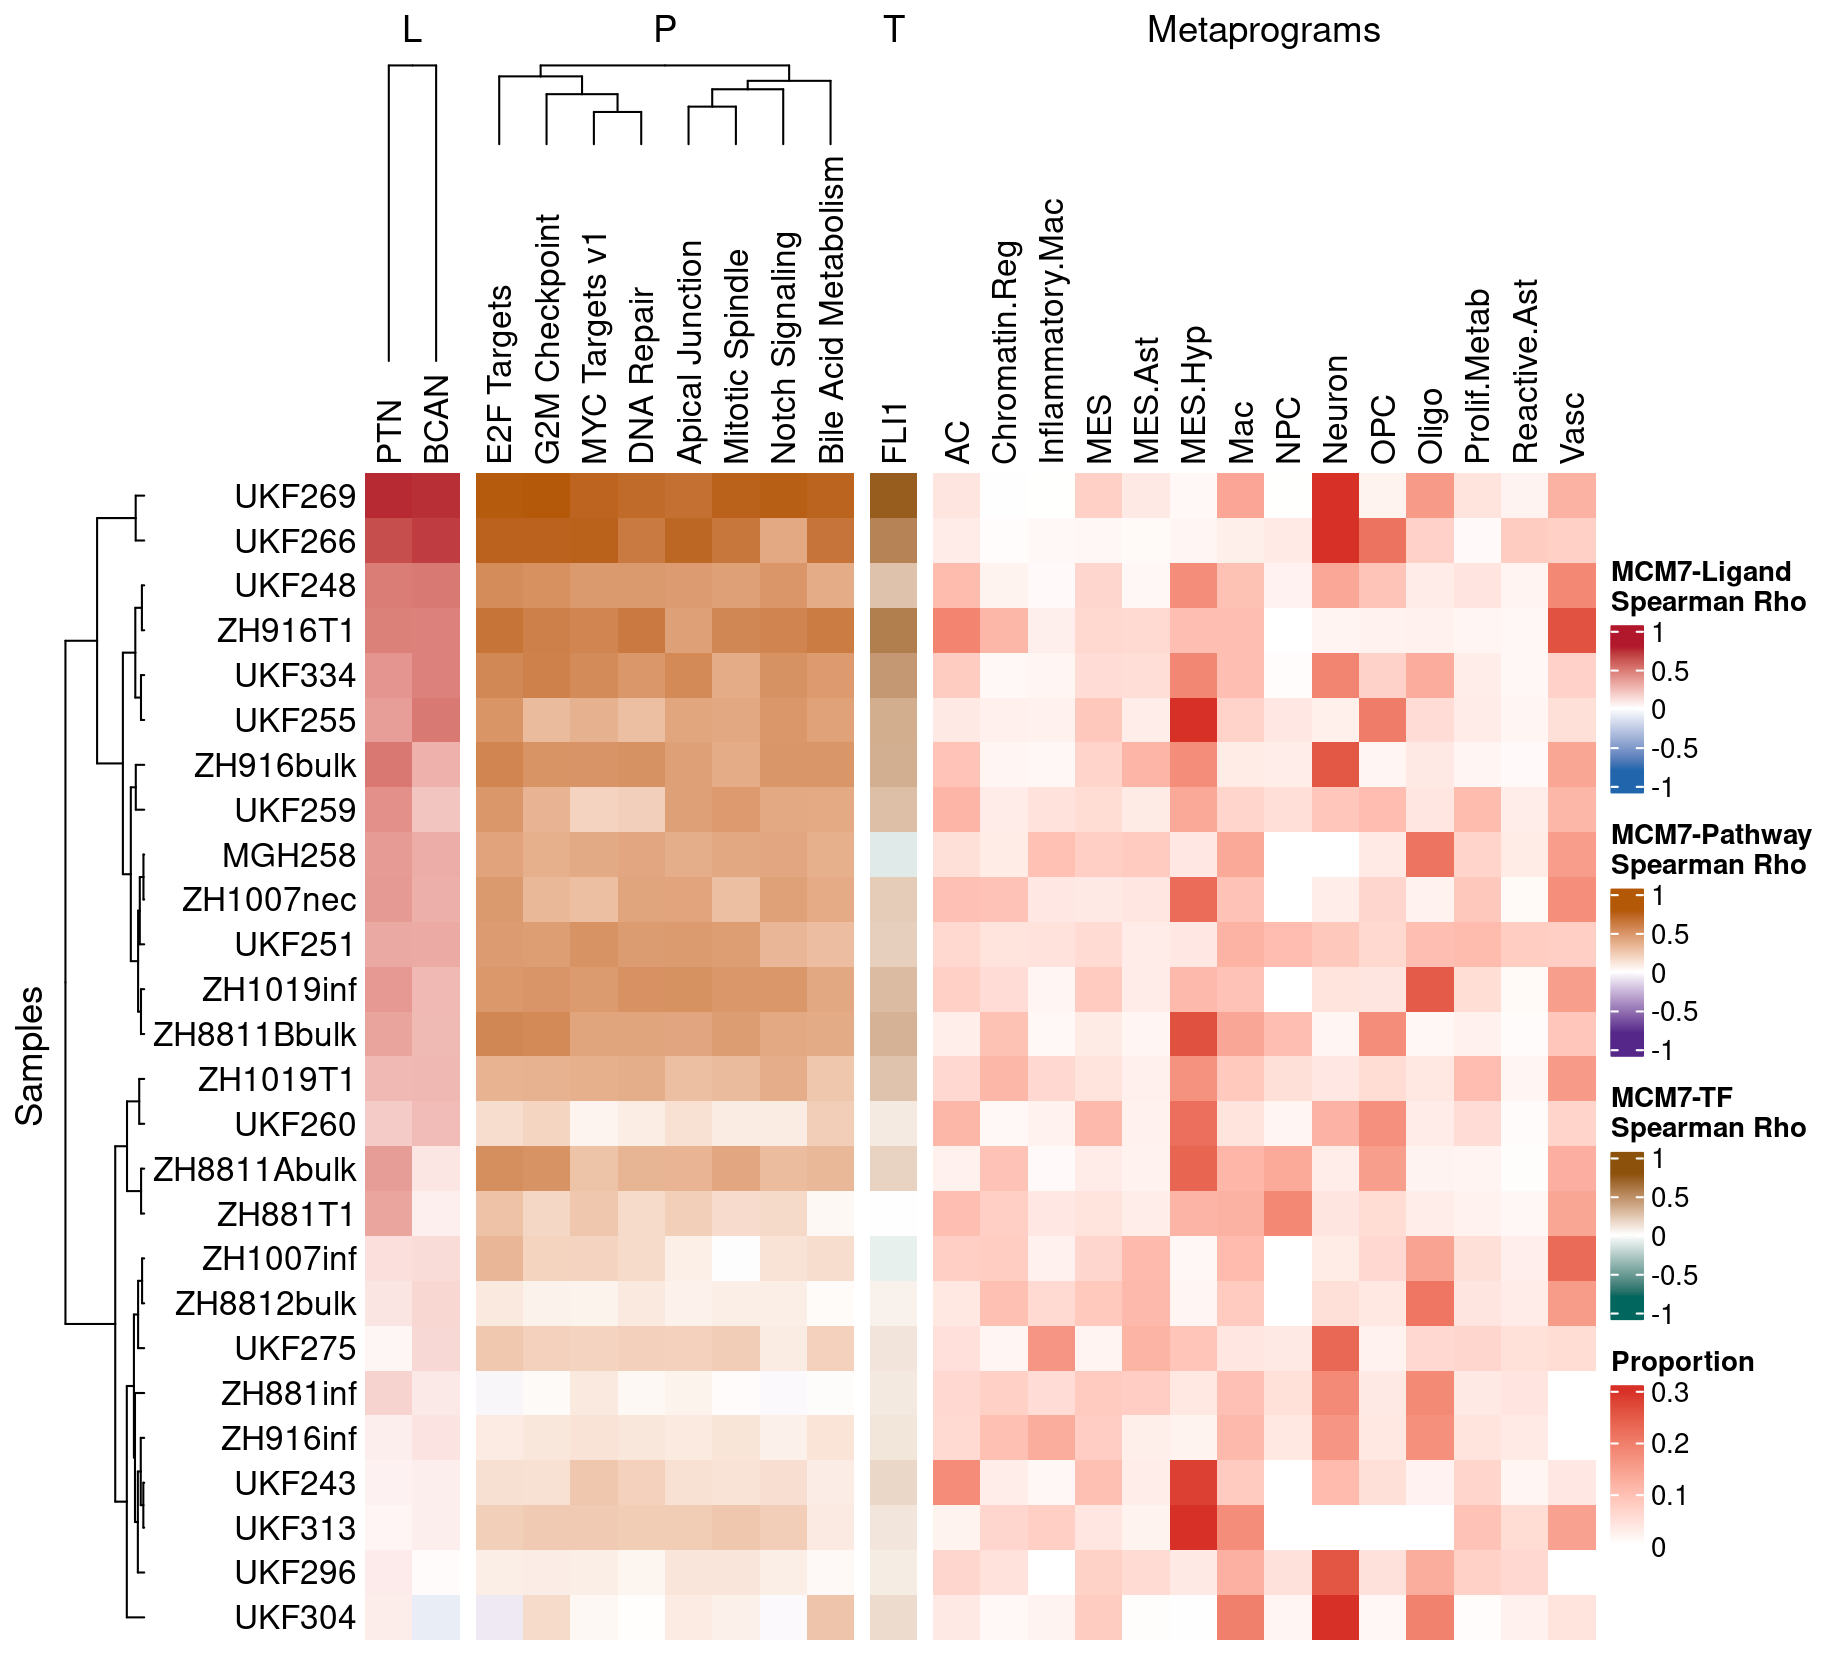 L P T Metaprograms
PTN
BCAN
E2F Targets
G2M Checkpoint
MYC Targets v1
DNA Repair
Apical Junction
Mitotic Spindle
Notch Signaling
Bile Acid Metabolism
FLI1
AC
Chromatin.Reg
Inflammatory.Mac
MES
MES.Ast
MES.Hyp
Mac
NPC
Neuron
OPC
Oligo
Prolif.Metab
Reactive.Ast
Vasc
Samples
UKF269
UKF266
UKF248
ZH916T1
UKF334
UKF255
ZH916bulk
UKF259
MGH258
ZH1007nec
UKF251
ZH1019inf
ZH8811Bbulk
ZH1019T1
UKF260
ZH8811Abulk
ZH881T1
ZH1007inf
ZH8812bulk
UKF275
ZH881inf
ZH916inf
UKF243
UKF313
UKF296
UKF304
MCM7-Ligand
Spearman Rho
1
0.5
0
-0.5
-1
MCM7-Pathway
Spearman Rho
1
0.5
0
-0.5
-1
MCM7-TF
Spearman Rho
1
0.5
0
-0.5
-1
Proportion
0.3
0.2
0.1
0